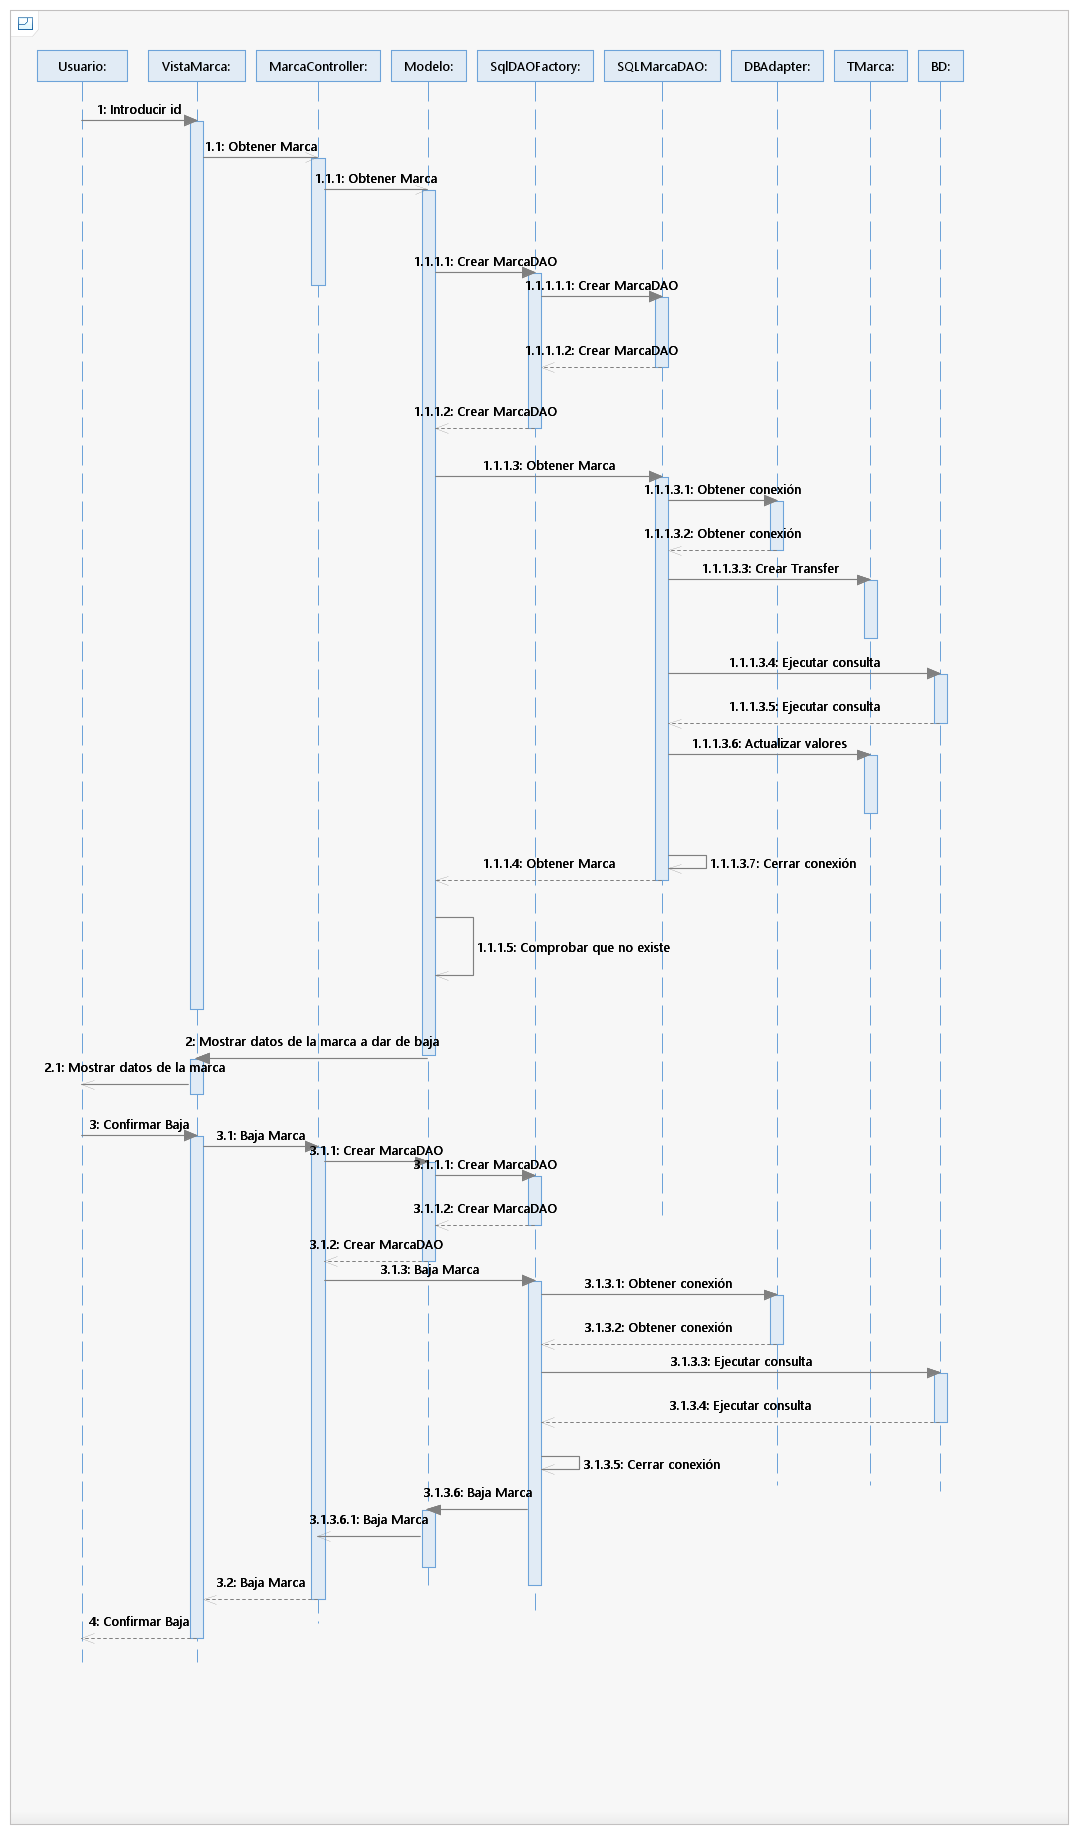 Usuario:
VistaMarca:
MarcaController:
Modelo:
SqlDAOFactory:
SQLMarcaDAO:
DBAdapter:
TMarca:
BD:
1: Introducir id
1.1: Obtener Marca
1.1.1: Obtener Marca
1.1.1.1: Crear MarcaDAO
1.1.1.1.1: Crear MarcaDAO
1.1.1.1.2: Crear MarcaDAO
1.1.1.2: Crear MarcaDAO
1.1.1.3: Obtener Marca
1.1.1.3.1: Obtener conexión
1.1.1.3.2: Obtener conexión
1.1.1.3.3: Crear Transfer
1.1.1.3.4: Ejecutar consulta
1.1.1.3.5: Ejecutar consulta
1.1.1.3.6: Actualizar valores
1.1.1.3.7: Cerrar conexión
1.1.1.4: Obtener Marca
1.1.1.5: Comprobar que no existe
2: Mostrar datos de la marca a dar de baja
2.1: Mostrar datos de la marca
3: Confirmar Baja
3.1: Baja Marca
3.1.1: Crear MarcaDAO
3.1.1.1: Crear MarcaDAO
3.1.1.2: Crear MarcaDAO
3.1.2: Crear MarcaDAO
3.1.3: Baja Marca
3.1.3.1: Obtener conexión
3.1.3.2: Obtener conexión
3.1.3.3: Ejecutar consulta
3.1.3.4: Ejecutar consulta
3.1.3.5: Cerrar conexión
3.1.3.6: Baja Marca
3.1.3.6.1: Baja Marca
3.2: Baja Marca
4: Confirmar Baja